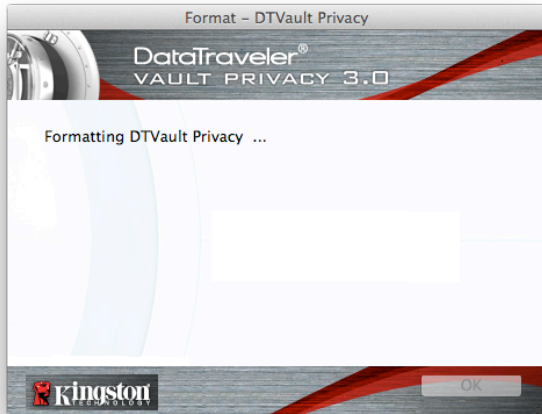 Format – DTVault Privacy
DataTraveler®
VAULT PRIVACY 3.0
Formatting DTVault Privacy ...
Kingston
TECHNOLOGY
OK